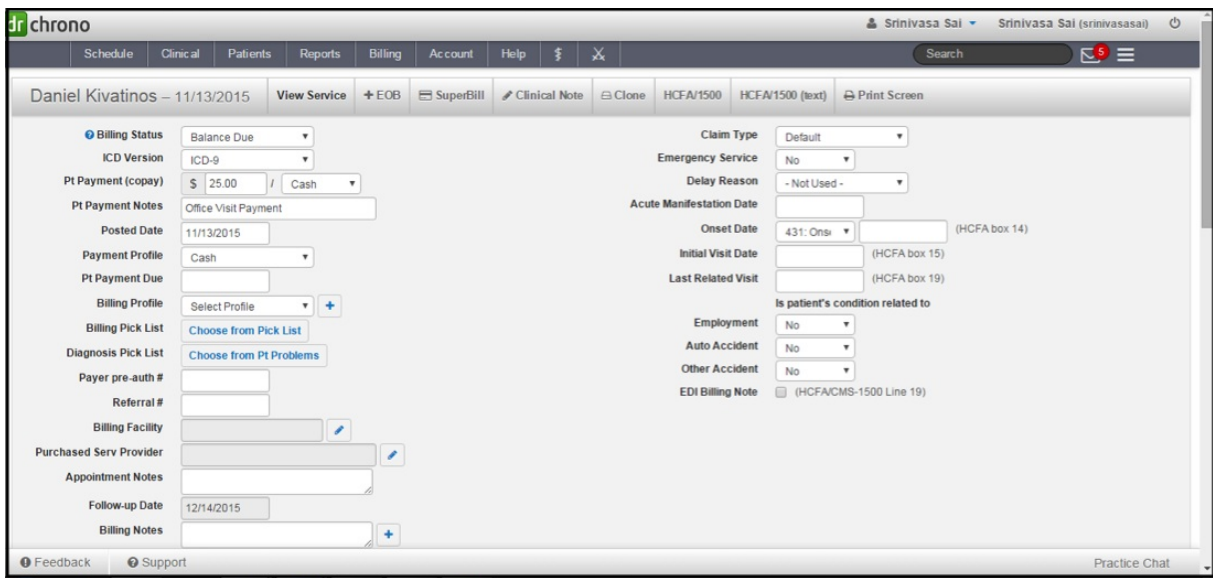 dr chrono Srinivasa Sai Srinivasa Sai (srinivasasai)
Schedule Clinical Patients Reports Billing Account Help $ Search 5
Daniel Kivatinos – 11/13/2015 View Service + EOB SuperBill Clinical Note Clone HCFA/1500 HCFA/1500 (text) Print Screen
Billing Status Balance Due
ICD Version ICD-9
Pt Payment (copay) $ 25.00 / Cash
Pt Payment Notes Office Visit Payment
Posted Date 11/13/2015
Payment Profile Cash
Pt Payment Due
Billing Profile Select Profile +
Billing Pick List Choose from Pick List
Diagnosis Pick List Choose from Pt Problems
Payer pre-auth #
Referral #
Billing Facility
Purchased Serv Provider
Appointment Notes
Follow-up Date 12/14/2015
Billing Notes +
Claim Type Default
Emergency Service No
Delay Reason - Not Used -
Acute Manifestation Date
Onset Date 431: Ons (HCFA box 14)
Initial Visit Date (HCFA box 15)
Last Related Visit (HCFA box 19)
Is patient's condition related to
Employment No
Auto Accident No
Other Accident No
EDI Billing Note (HCFA/CMS-1500 Line 19)
Feedback Support Practice Chat